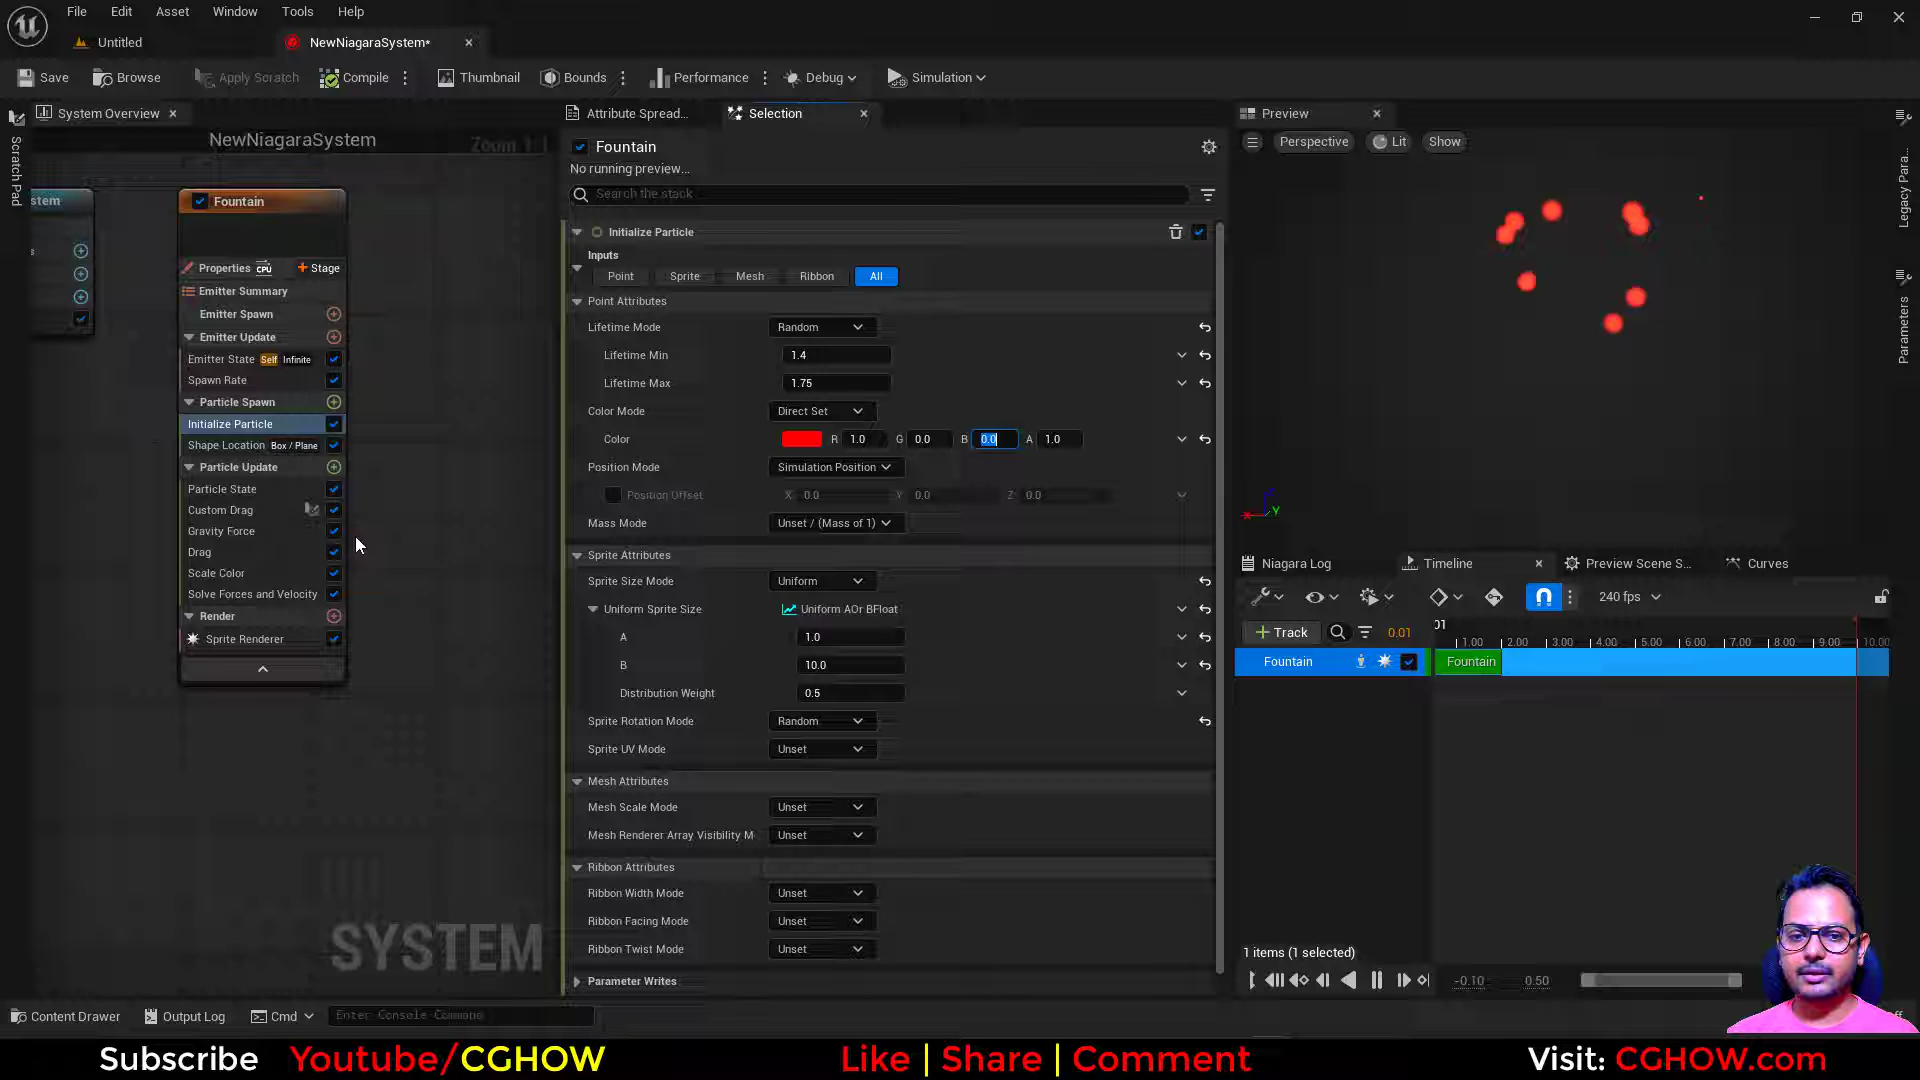 File Edit Asset Window Tools Help
Untitled
NewNiagaraSystem*
Save Browse Apply Scratch Compile Thumbnail Bounds Performance Debug Simulation
System Overview
Scratch Pad
NewNiagaraSystem
Zoom 1:1
stem
Fountain
Properties CPU + Stage
Emitter Summary
Emitter Spawn
Emitter Update
Emitter State Self Infinite
Spawn Rate
Particle Spawn
Initialize Particle
Shape Location Box / Plane
Particle Update
Particle State
Custom Drag
Gravity Force
Drag
Scale Color
Solve Forces and Velocity
Render
Sprite Renderer
SYSTEM
Attribute Spread...
Selection
Fountain
No running preview...
Search the stack
Initialize Particle
Inputs
Point Sprite Mesh Ribbon All
Point Attributes
Lifetime Mode Random
Lifetime Min 1.4
Lifetime Max 1.75
Color Mode Direct Set
Color R 1.0 G 0.0 B 0.0 A 1.0
Position Mode Simulation Position
Position Offset X 0.0 Y 0.0 Z 0.0
Mass Mode Unset / (Mass of 1)
Sprite Attributes
Sprite Size Mode Uniform
Uniform Sprite Size Uniform AOr BFloat
A 1.0
B 10.0
Distribution Weight 0.5
Sprite Rotation Mode Random
Sprite UV Mode Unset
Mesh Attributes
Mesh Scale Mode Unset
Mesh Renderer Array Visibility M Unset
Ribbon Attributes
Ribbon Width Mode Unset
Ribbon Facing Mode Unset
Ribbon Twist Mode Unset
Parameter Writes
Preview
Perspective Lit Show
Legacy Para...
Parameters
Y
Niagara Log Timeline Preview Scene S... Curves
240 fps
+ Track 0.01
01
1.00 2.00 3.00 4.00 5.00 6.00 7.00 8.00 9.00 10.00
Fountain Fountain
1 items (1 selected)
-0.10 0.50
Content Drawer Output Log Cmd Enter Console Command
Subscribe Youtube/CGHOW Like | Share | Comment Visit: CGHOW.com